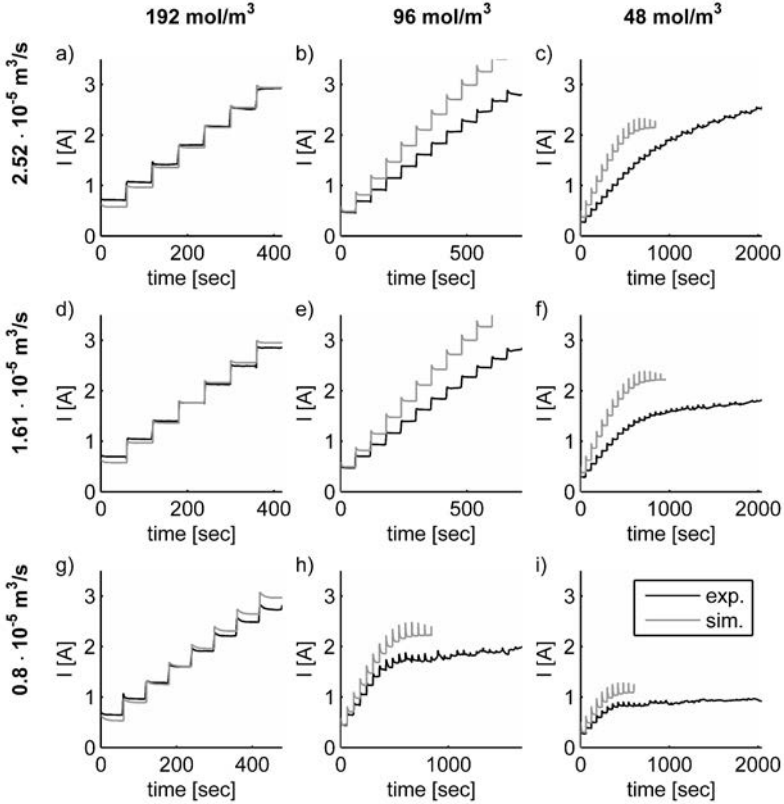 192 mol/m³ 96 mol/m³ 48 mol/m³
2.52 · 10⁻⁵ m³/s
a) b) c)
I [A] 3 2 1 0 I [A] 3 2 1 0 I [A] 3 2 1 0
0 200 400 0 500 0 1000 2000
time [sec] time [sec] time [sec]
1.61 · 10⁻⁵ m³/s
d) e) f)
I [A] 3 2 1 0 I [A] 3 2 1 0 I [A] 3 2 1 0
0 200 400 0 500 0 1000 2000
time [sec] time [sec] time [sec]
0.8 · 10⁻⁵ m³/s
g) h) i)
I [A] 3 2 1 0 I [A] 3 2 1 0 I [A] 3 2 1 0
exp.
sim.
0 200 400 0 1000 0 1000 2000
time [sec] time [sec] time [sec]